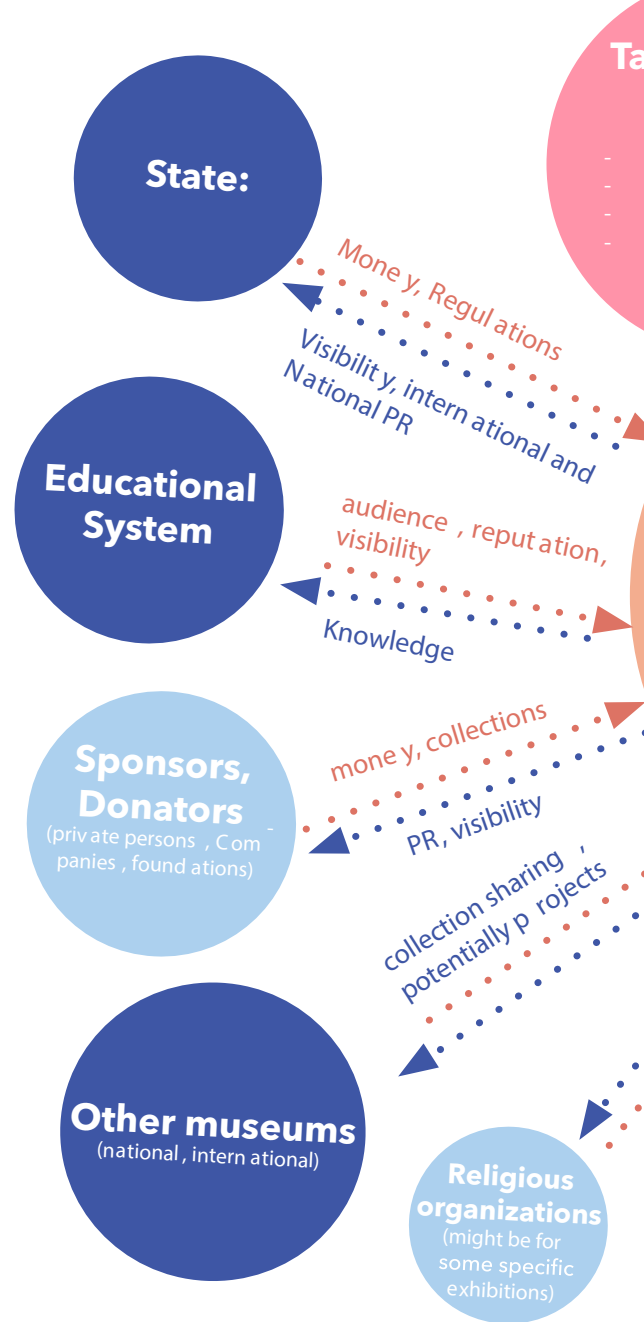 Ta
-
-
-
-
State:
Mone y, Regul ations
Visibilit y, intern ational and
National PR
Educational
System
audience , reput ation,
visibility
Knowledge
Sponsors,
Donators
(priv ate persons , Com -
panies , found ations)
mone y, collections
PR, visibility
collection sharing ,
potentially p rojects
Other museums
(national , intern ational)
Religious
organizations
(might be for
some specific
exhibitions)